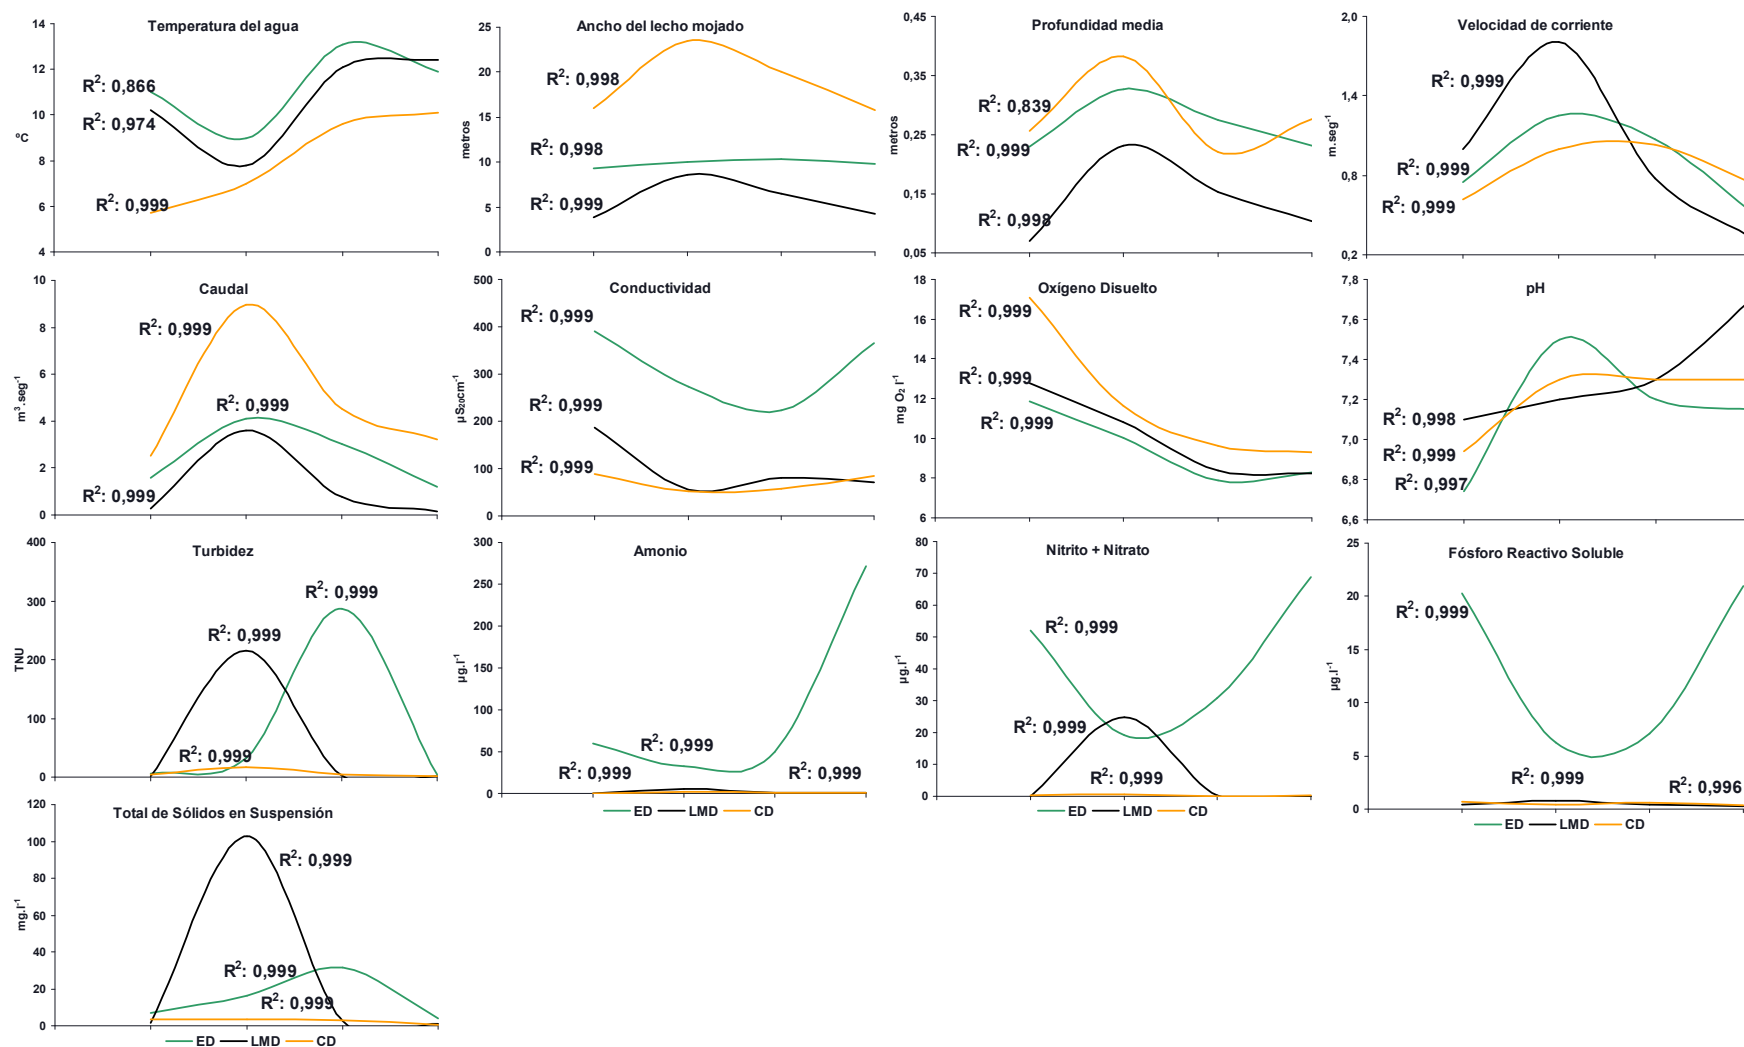 Temperatura del agua
14
12
10
8
6
4
°C
R²: 0,866
R²: 0,974
R²: 0,999
Ancho del lecho mojado
25
20
15
10
5
0
metros
R²: 0,998
R²: 0,998
R²: 0,999
Profundidad media
0,45
0,35
0,25
0,15
0,05
metros
R²: 0,839
R²: 0,999
R²: 0,998
Velocidad de corriente
2,0
1,4
0,8
0,2
m.seg⁻¹
R²: 0,999
R²: 0,999
R²: 0,999
Caudal
10
8
6
4
2
0
m³.seg⁻¹
R²: 0,999
R²: 0,999
R²: 0,999
Conductividad
500
400
300
200
100
0
µS₂₀cm⁻¹
R²: 0,999
R²: 0,999
R²: 0,999
Oxígeno Disuelto
18
16
14
12
10
8
6
mg O₂ l⁻¹
R²: 0,999
R²: 0,999
R²: 0,999
pH
7,8
7,6
7,4
7,2
7,0
6,8
6,6
R²: 0,998
R²: 0,999
R²: 0,997
Turbidez
400
300
200
100
0
TNU
R²: 0,999
R²: 0,999
R²: 0,999
Amonio
300
250
200
150
100
50
0
µg.l⁻¹
R²: 0,999
R²: 0,999
R²: 0,999
ED LMD CD
Nitrito + Nitrato
80
70
60
50
40
30
20
10
0
µg.l⁻¹
R²: 0,999
R²: 0,999
R²: 0,999
ED LMD CD
Fósforo Reactivo Soluble
25
20
15
10
5
0
µg.l⁻¹
R²: 0,999
R²: 0,999
R²: 0,996
ED LMD CD
Total de Sólidos en Suspensión
120
100
80
60
40
20
0
mg.l⁻¹
R²: 0,999
R²: 0,999
R²: 0,999
ED LMD CD